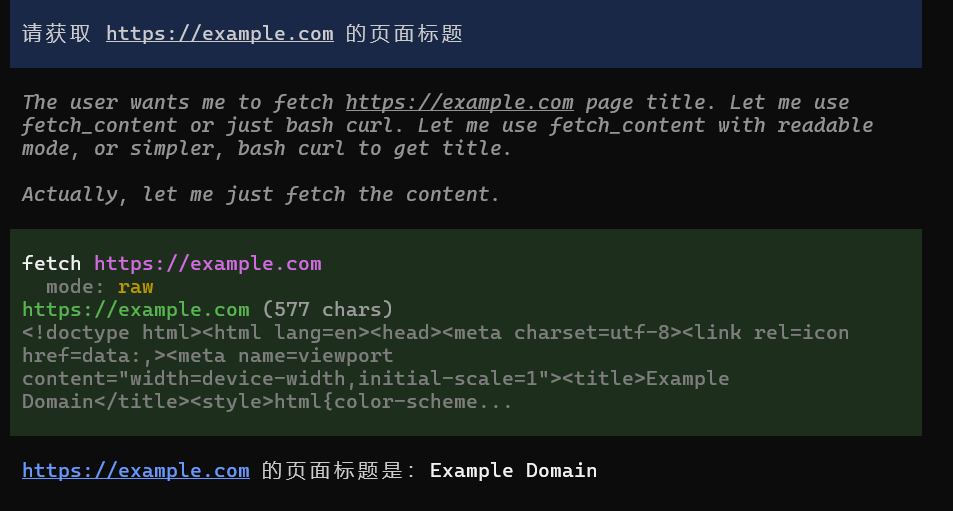 请获取 https://example.com 的页面标题
The user wants me to fetch https://example.com page title. Let me use
fetch_content or just bash curl. Let me use fetch_content with readable
mode, or simpler, bash curl to get title.
Actually, let me just fetch the content.
fetch https://example.com
mode: raw
https://example.com (577 chars)
<!doctype html><html lang=en><head><meta charset=utf-8><link rel=icon
href=data:,><meta name=viewport
content="width=device-width,initial-scale=1"><title>Example
Domain</title><style>html{color-scheme...
https://example.com 的页面标题是: Example Domain